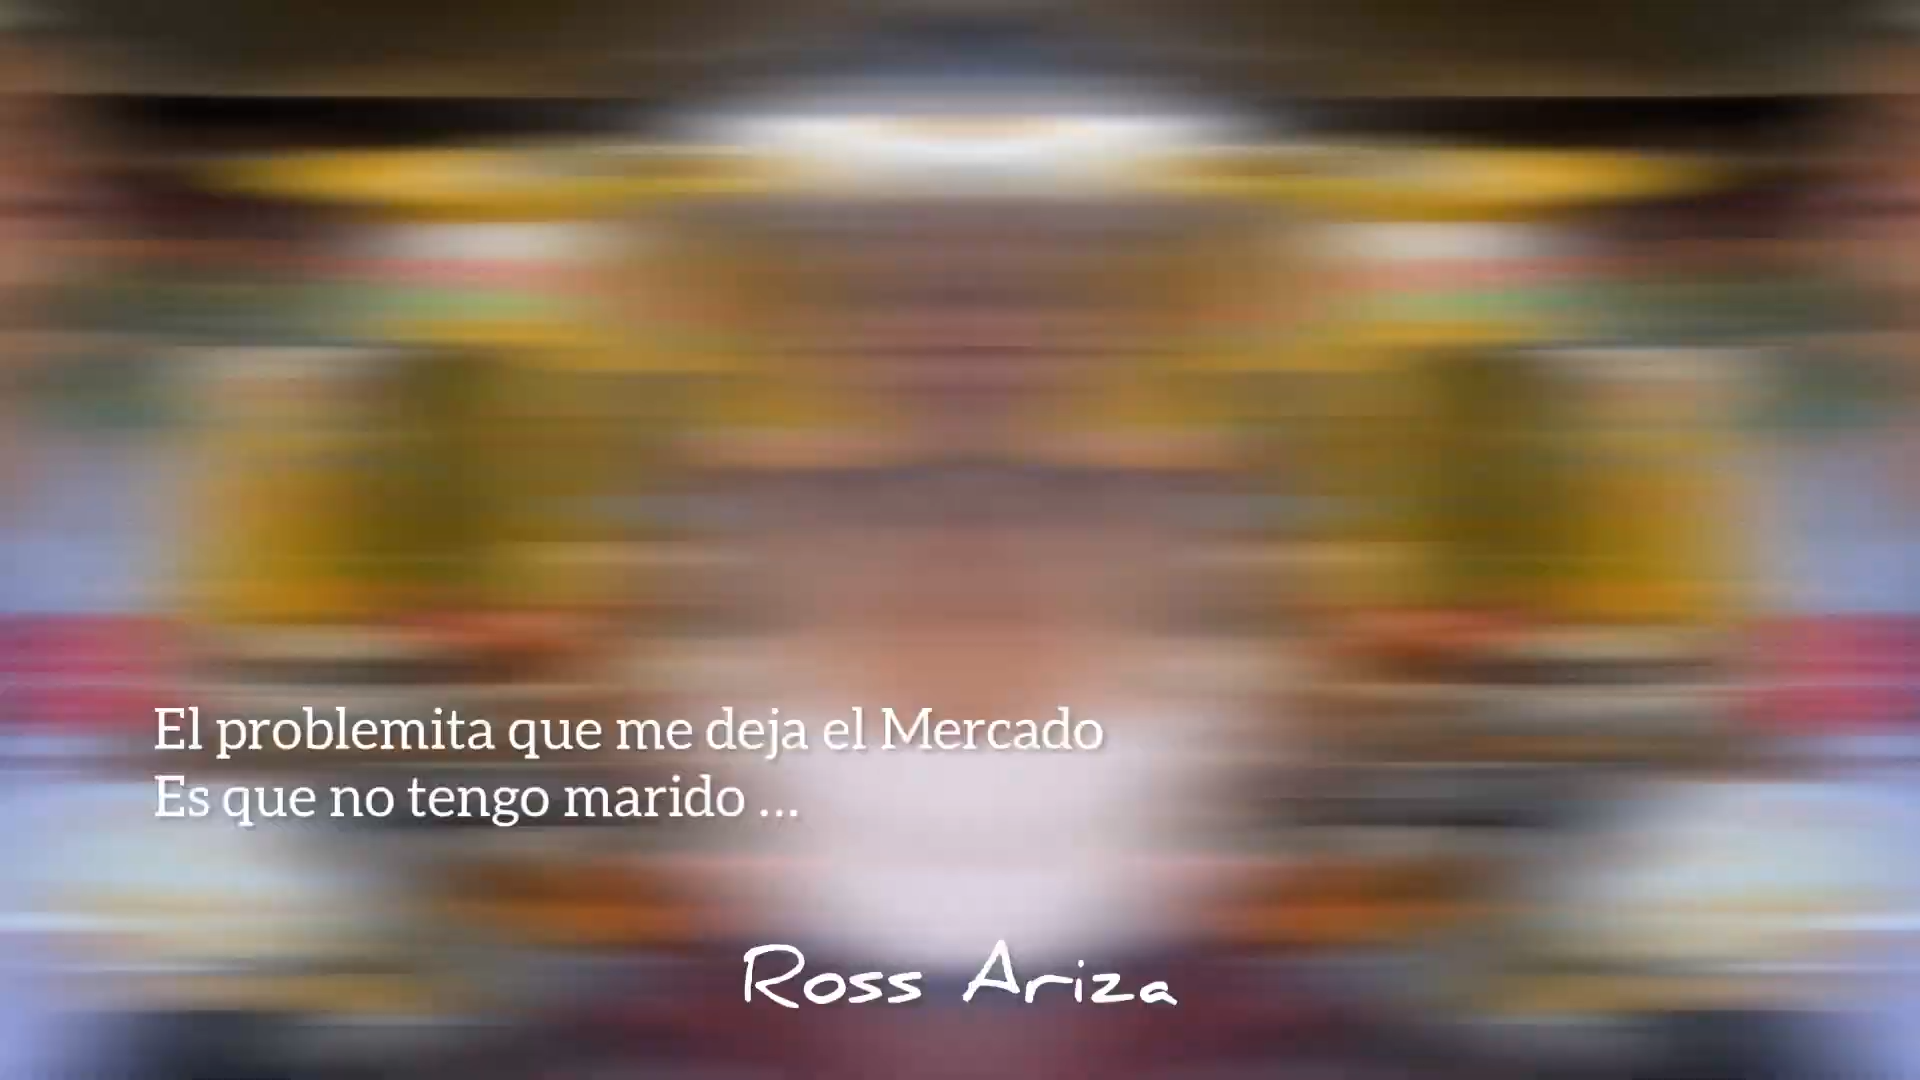 El problemita que me deja el Mercado
Es que no tengo marido ...
Ross Ariza